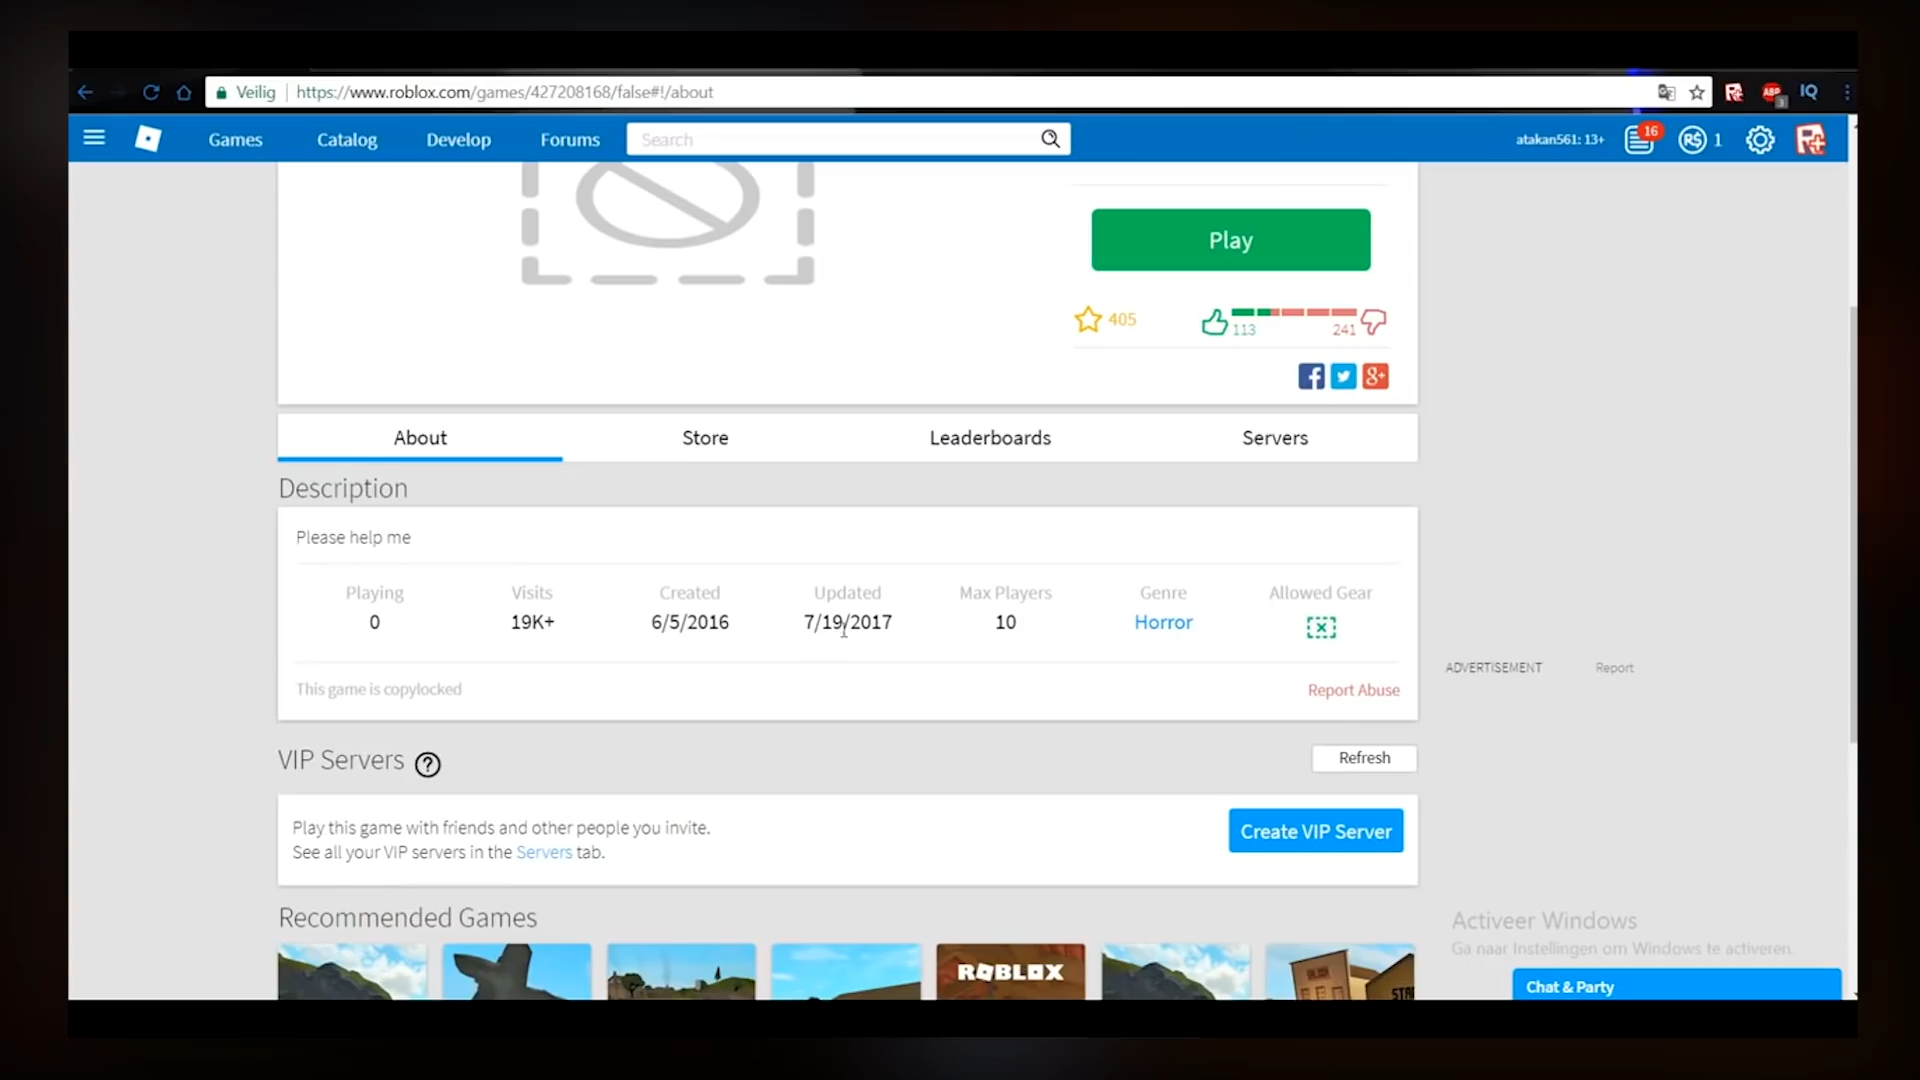 Veilig https://www.roblox.com/games/427208168/false#!/about
ABP 3 IQ
Games Catalog Develop Forums Search atakan561: 13+ 16 R$ 1
Play
405 113 241
About Store Leaderboards Servers
Description
Please help me
Playing Visits Created Updated Max Players Genre Allowed Gear
0 19K+ 6/5/2016 7/19/2017 10 Horror
This game is copylocked Report Abuse
ADVERTISEMENT Report
VIP Servers ? Refresh
Play this game with friends and other people you invite.
See all your VIP servers in the Servers tab.
Create VIP Server
Recommended Games
Activeer Windows
Ga naar Instellingen om Windows te activeren.
ROBLOX
Chat & Party